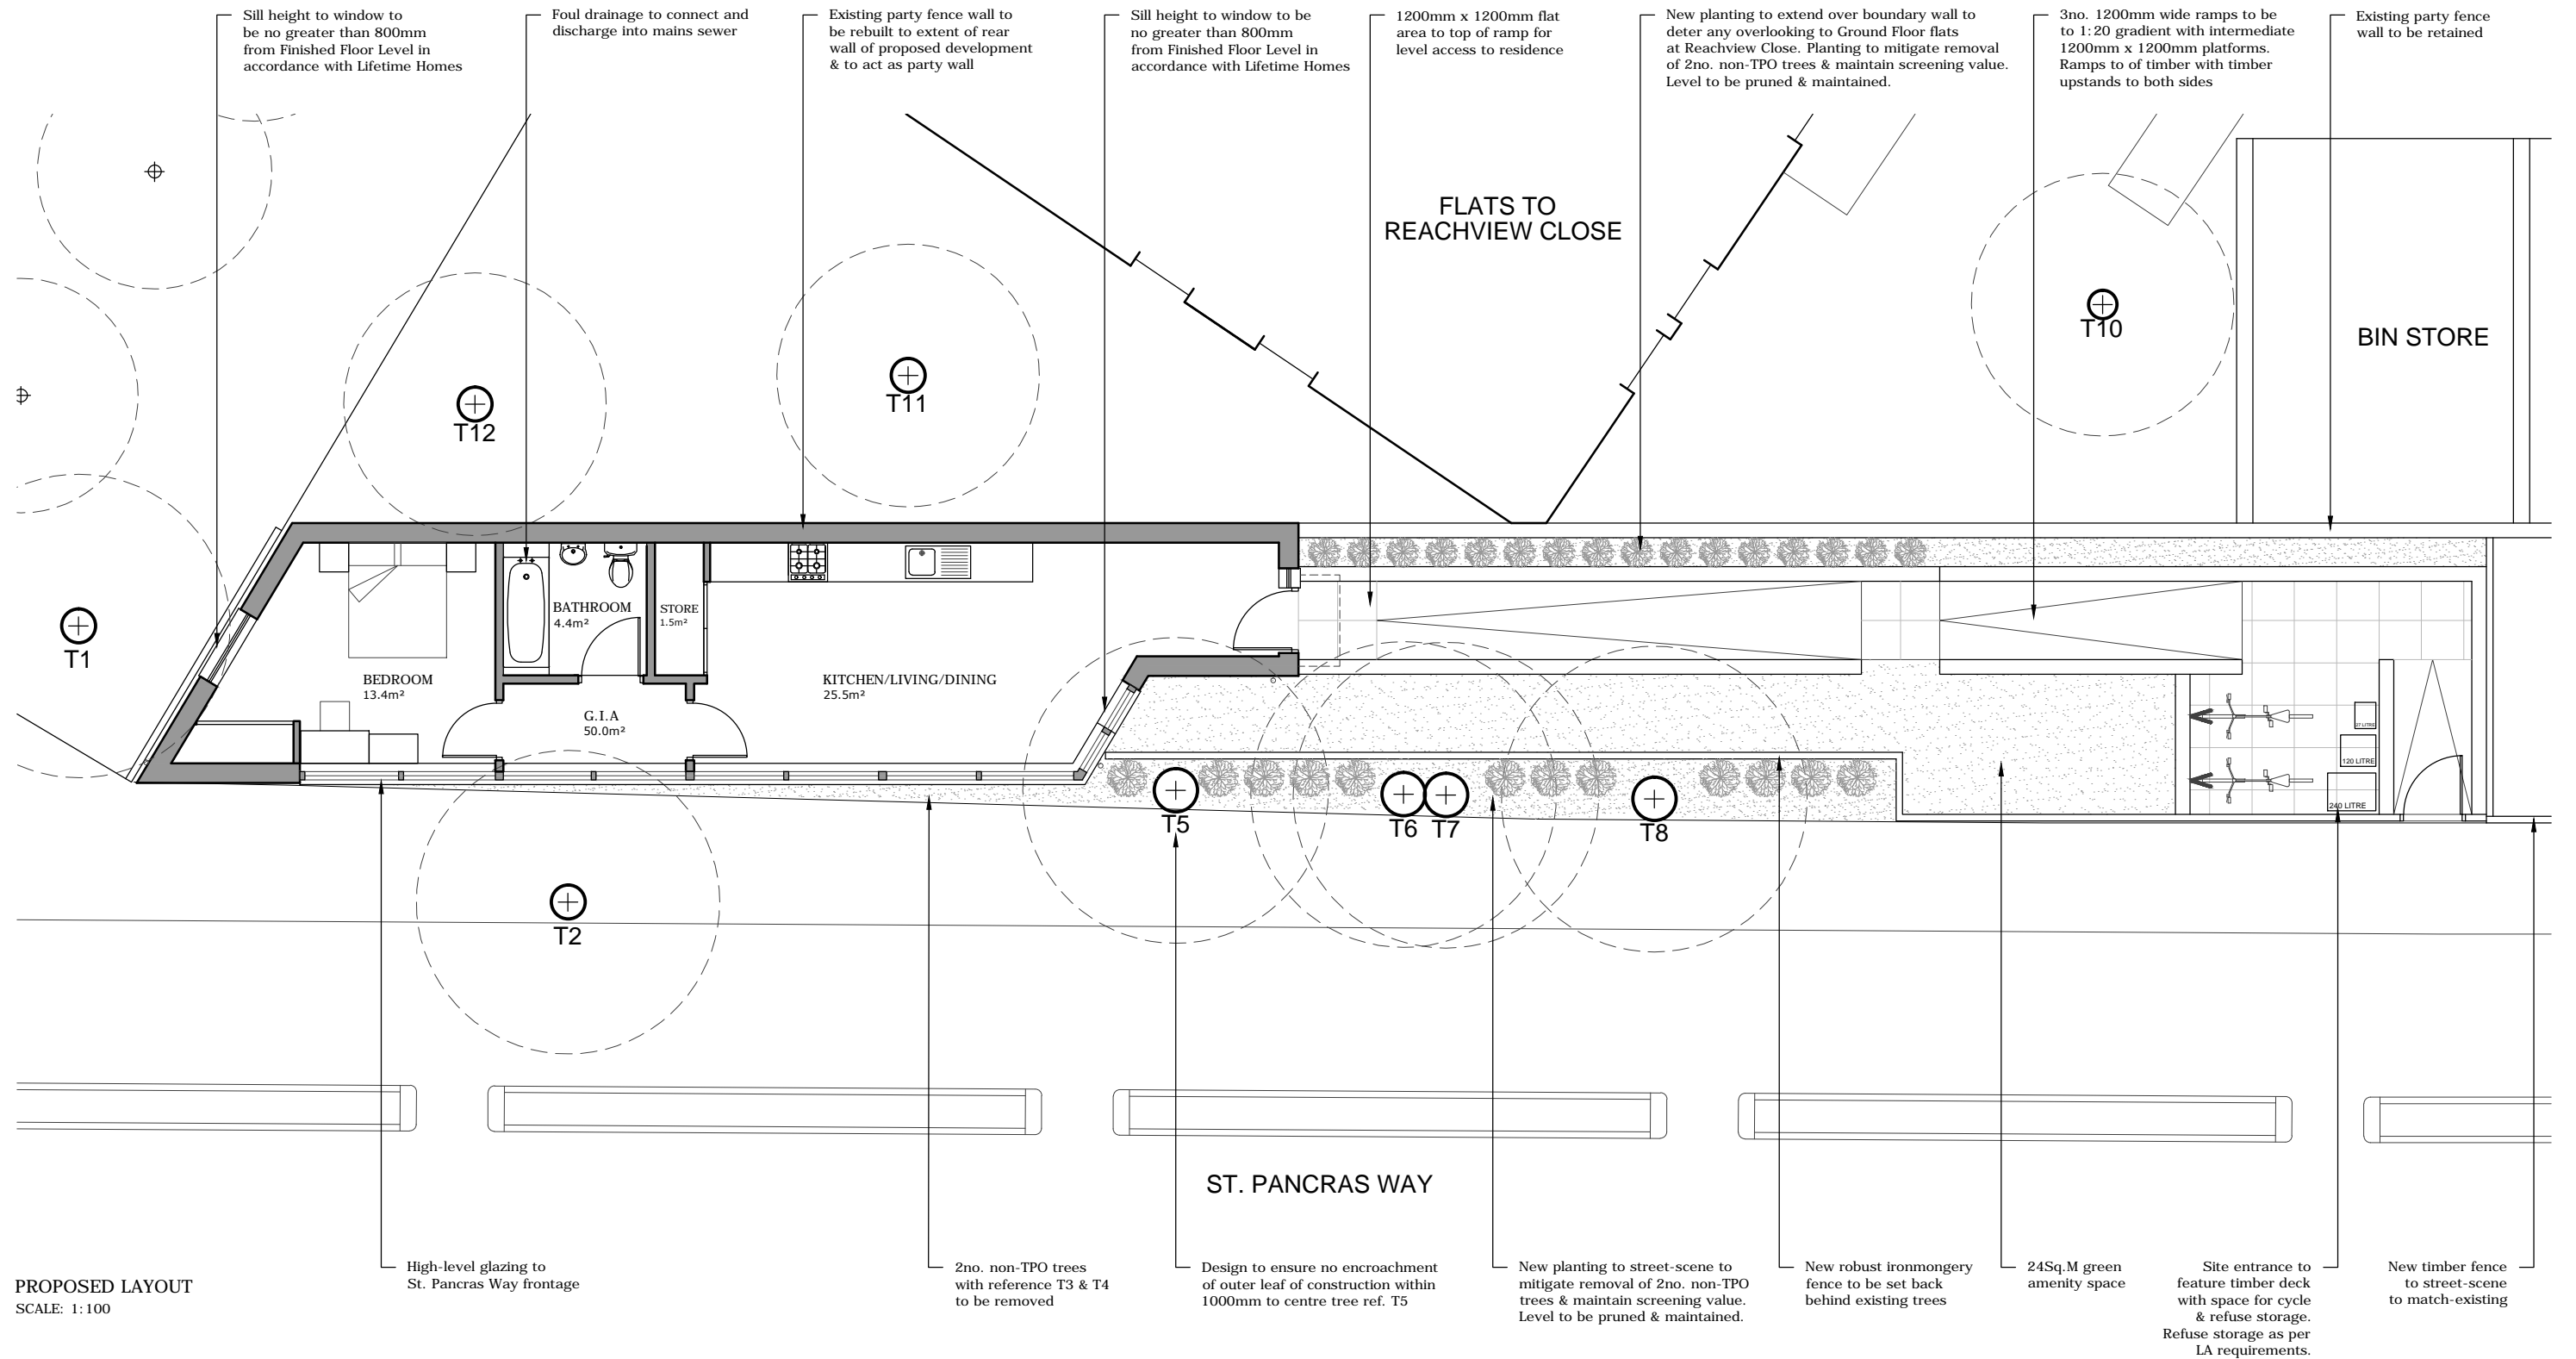 Sill height to window to
be no greater than 800mm
from Finished Floor Level in
accordance with Lifetime Homes
Foul drainage to connect and
discharge into mains sewer
Existing party fence wall to
be rebuilt to extent of rear
wall of proposed development
& to act as party wall
Sill height to window to be
no greater than 800mm
from Finished Floor Level in
accordance with Lifetime Homes
1200mm x 1200mm flat
area to top of ramp for
level access to residence
New planting to extend over boundary wall to
deter any overlooking to Ground Floor flats
at Reachview Close. Planting to mitigate removal
of 2no. non-TPO trees & maintain screening value.
Level to be pruned & maintained.
3no. 1200mm wide ramps to be
to 1:20 gradient with intermediate
1200mm x 1200mm platforms.
Ramps to of timber with timber
upstands to both sides
Existing party fence
wall to be retained
FLATS TO
REACHVIEW CLOSE
T10
BIN STORE
T12
T11
T1
BEDROOM
13.4m²
BATHROOM
4.4m²
STORE
1.5m²
KITCHEN/LIVING/DINING
25.5m²
G.I.A
50.0m²
27 LITRE
120 LITRE
240 LITRE
T5
T6
T7
T8
T2
ST. PANCRAS WAY
PROPOSED LAYOUT
SCALE: 1:100
High-level glazing to
St. Pancras Way frontage
2no. non-TPO trees
with reference T3 & T4
to be removed
Design to ensure no encroachment
of outer leaf of construction within
1000mm to centre tree ref. T5
New planting to street-scene to
mitigate removal of 2no. non-TPO
trees & maintain screening value.
Level to be pruned & maintained.
New robust ironmongery
fence to be set back
behind existing trees
24Sq.M green
amenity space
Site entrance to
feature timber deck
with space for cycle
& refuse storage.
Refuse storage as per
LA requirements.
New timber fence
to street-scene
to match-existing